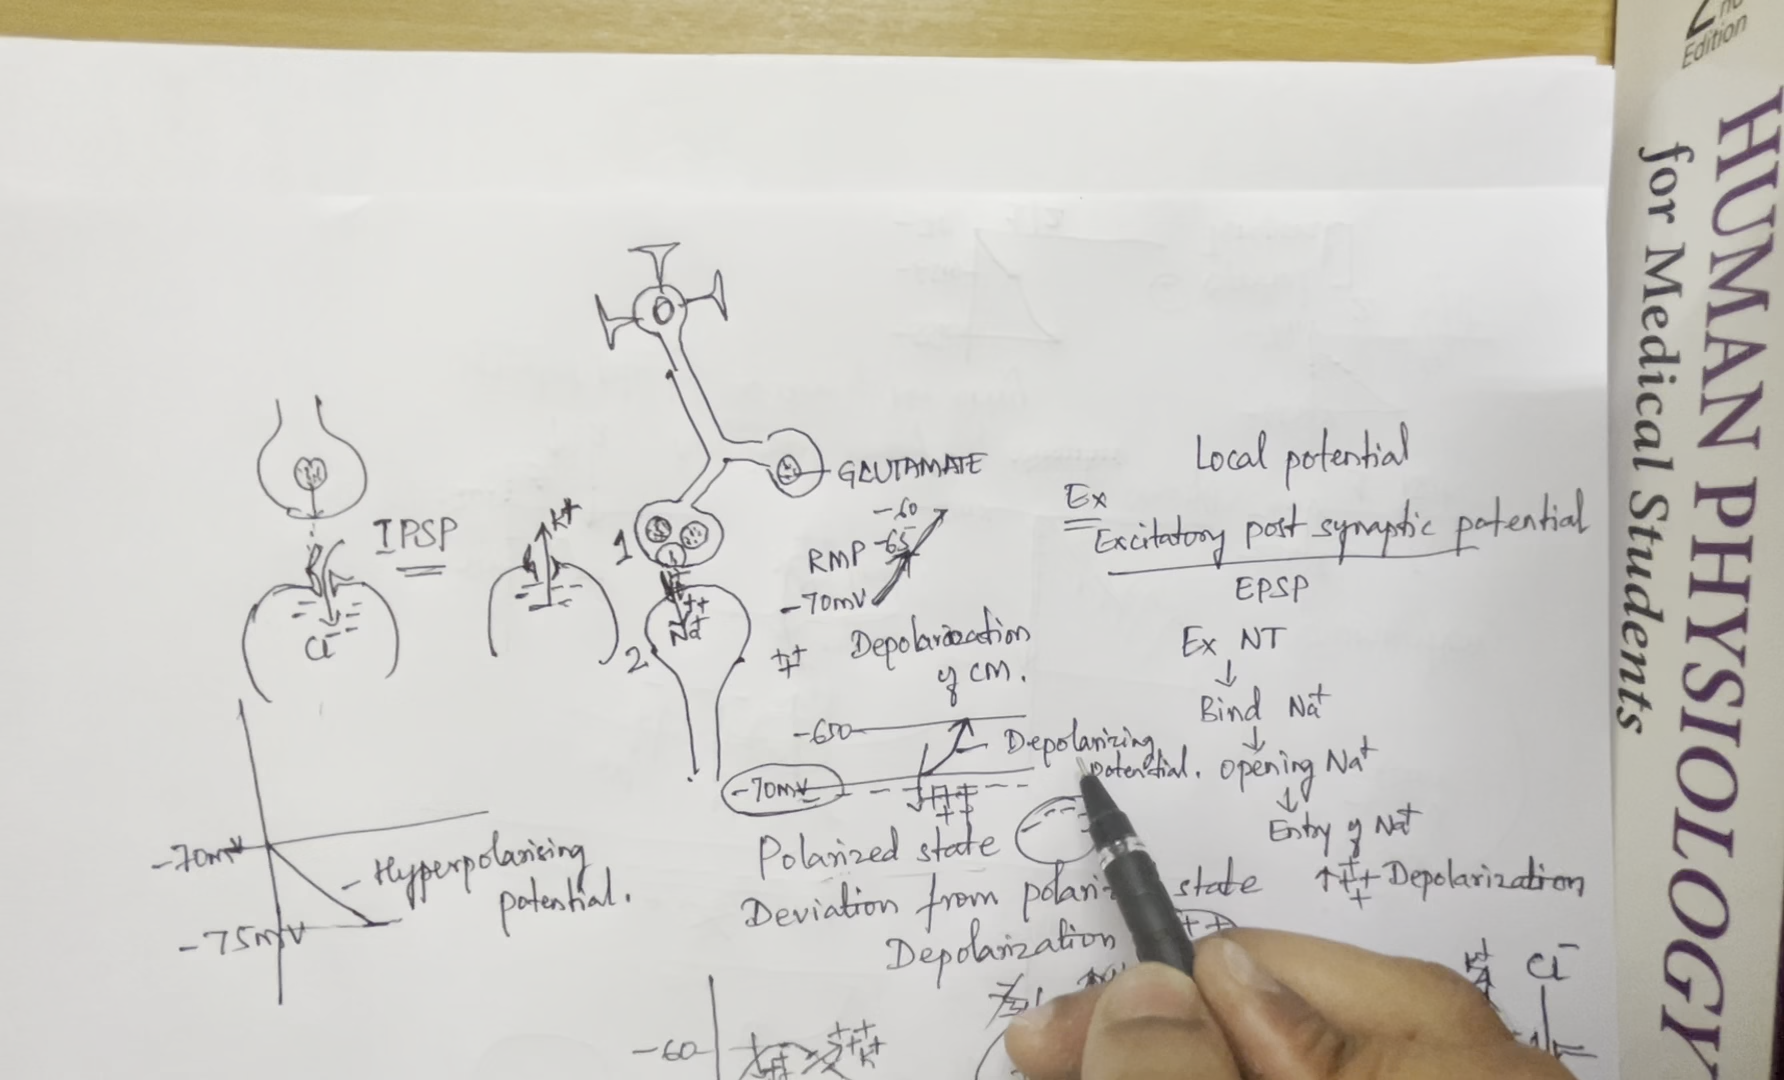 2nd
Edition
HUMAN PHYSIOLOGY
for Medical Students
GLUTAMATE
Local potential
Ex
Excitatory post synaptic potential
EPSP
IPSP
K+
1
-60
-65
RMP
-70mV
Cl-
Na+
++
2
++
+
Depolarization
of CM.
Ex NT
↓
Bind Na+
↓
opening Na+
↓
Entry of Na+
↑+++ Depolarization
+
-650
Depolarizing
potential.
-70mV
Polarized state
Deviation from polari state
Depolarization
-70mV
Hyperpolarising
potential.
-75mV
++
K+
Cl-
-60
++
++
K+